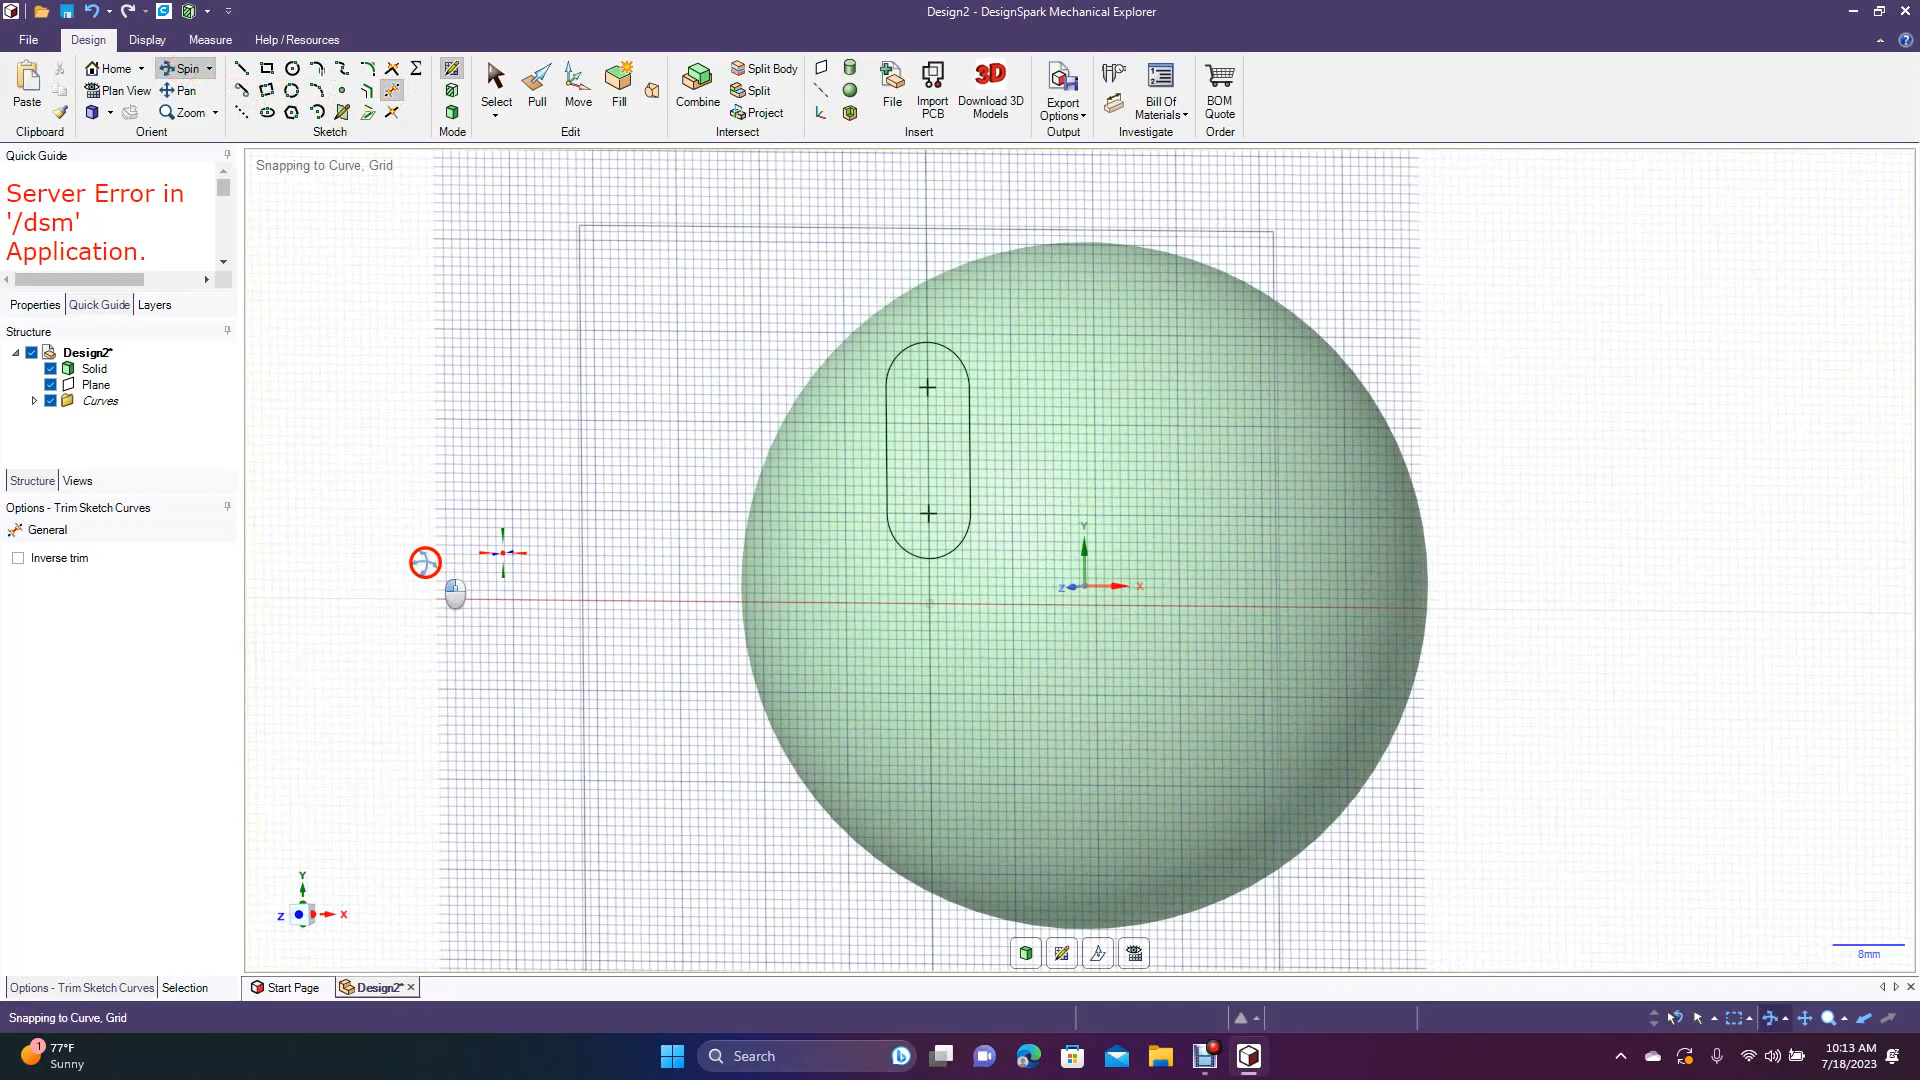 Design2 - DesignSpark Mechanical Explorer
File Design Display Measure Help / Resources
Paste
Clipboard
Home Spin
Plan View Pan
Zoom
Orient
Sketch
Mode
Select Pull Move Fill
Edit
Combine
Split Body
Split
Project
Intersect
File Import PCB Download 3D Models
3D
Insert
Export Options
Output
Bill Of Materials
Investigate
BOM Quote
Order
Quick Guide
Server Error in
'/dsm'
Application.
Properties Quick Guide Layers
Structure
Design2*
Solid
Plane
Curves
Structure Views
Options - Trim Sketch Curves
General
Inverse trim
Snapping to Curve, Grid
Y
Z X
Y
Z X
8mm
Options - Trim Sketch Curves Selection
Start Page Design2*
Snapping to Curve, Grid
1
77°F
Sunny
Search
10:13 AM
7/18/2023